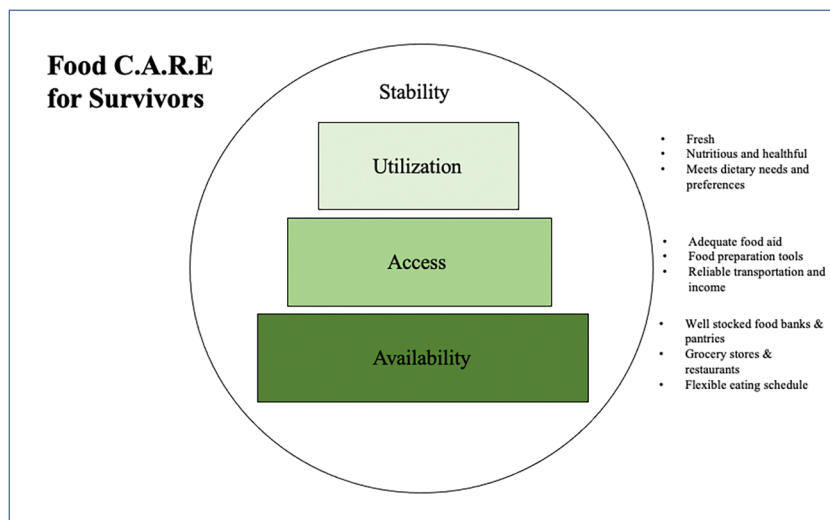 Food C.A.R.E
for Survivors
Stability
Utilization
• Fresh
• Nutritious and healthful
• Meets dietary needs and
preferences
Access
• Adequate food aid
• Food preparation tools
• Reliable transportation and
income
Availability
• Well stocked food banks &
pantries
• Grocery stores &
restaurants
• Flexible eating schedule